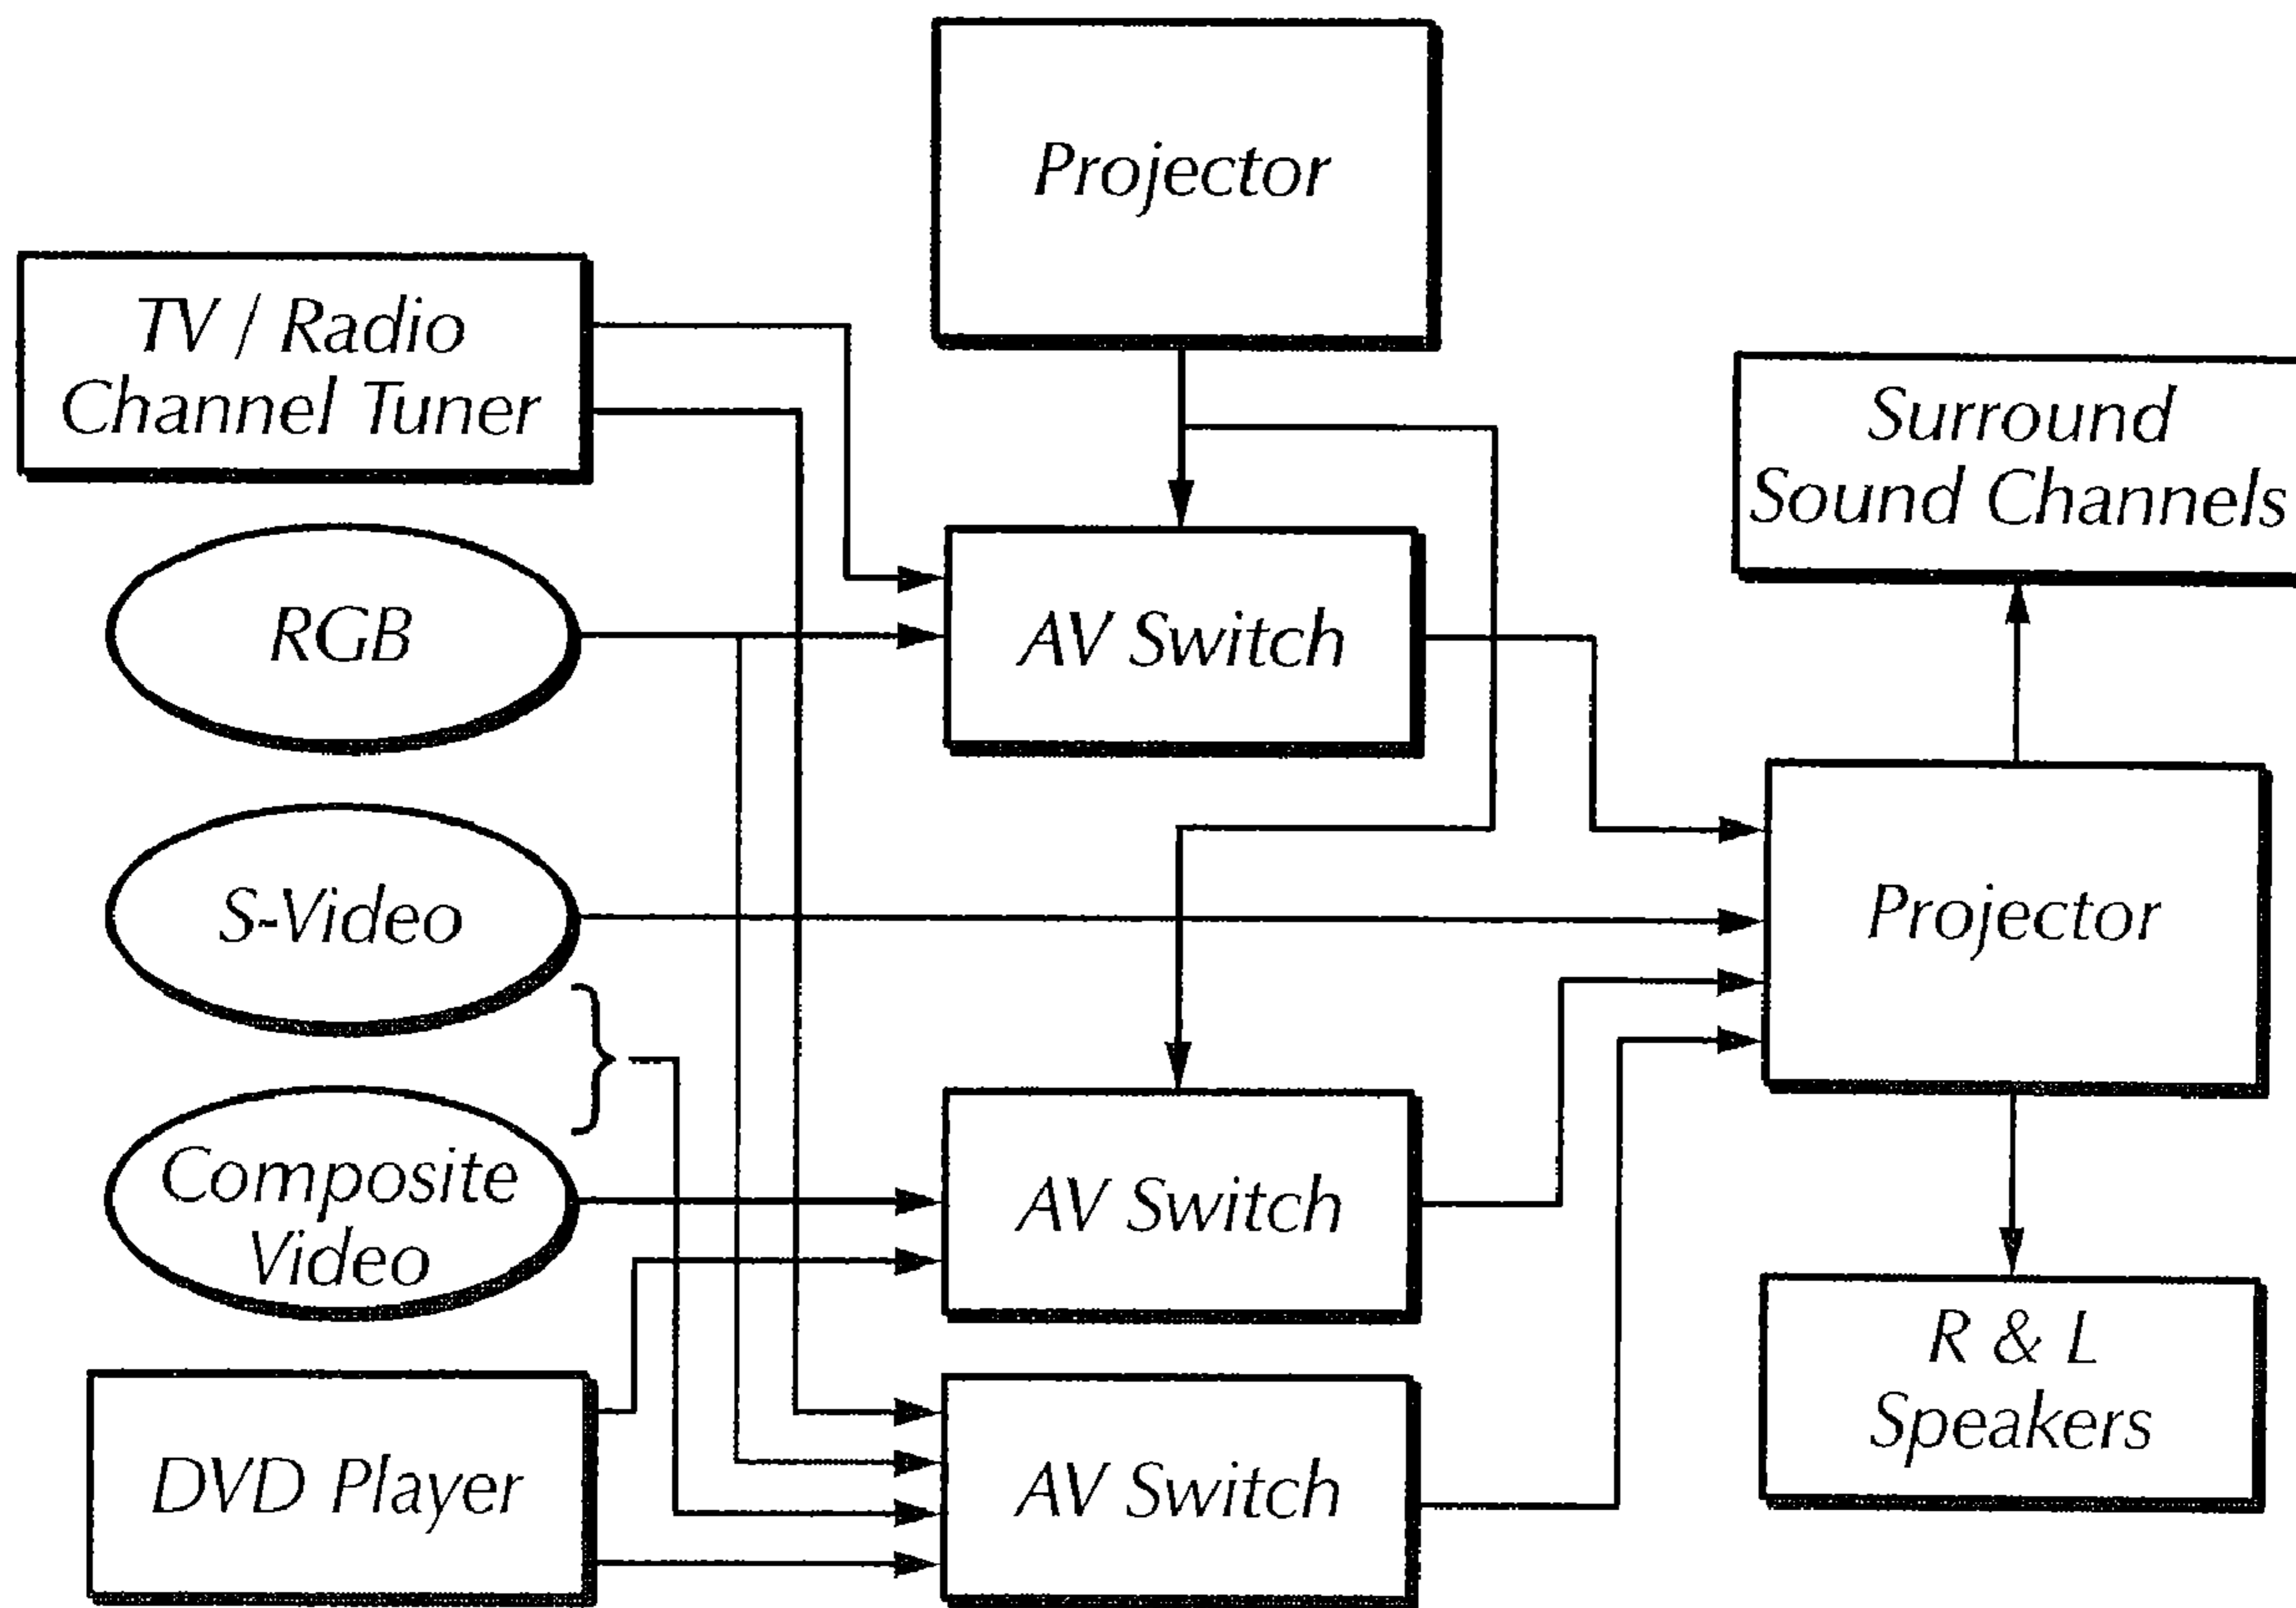 Projector
TV / Radio
Channel Tuner
Surround
Sound Channels
RGB
AV Switch
S-Video
Projector
Composite
Video
AV Switch
R & L
Speakers
DVD Player
AV Switch